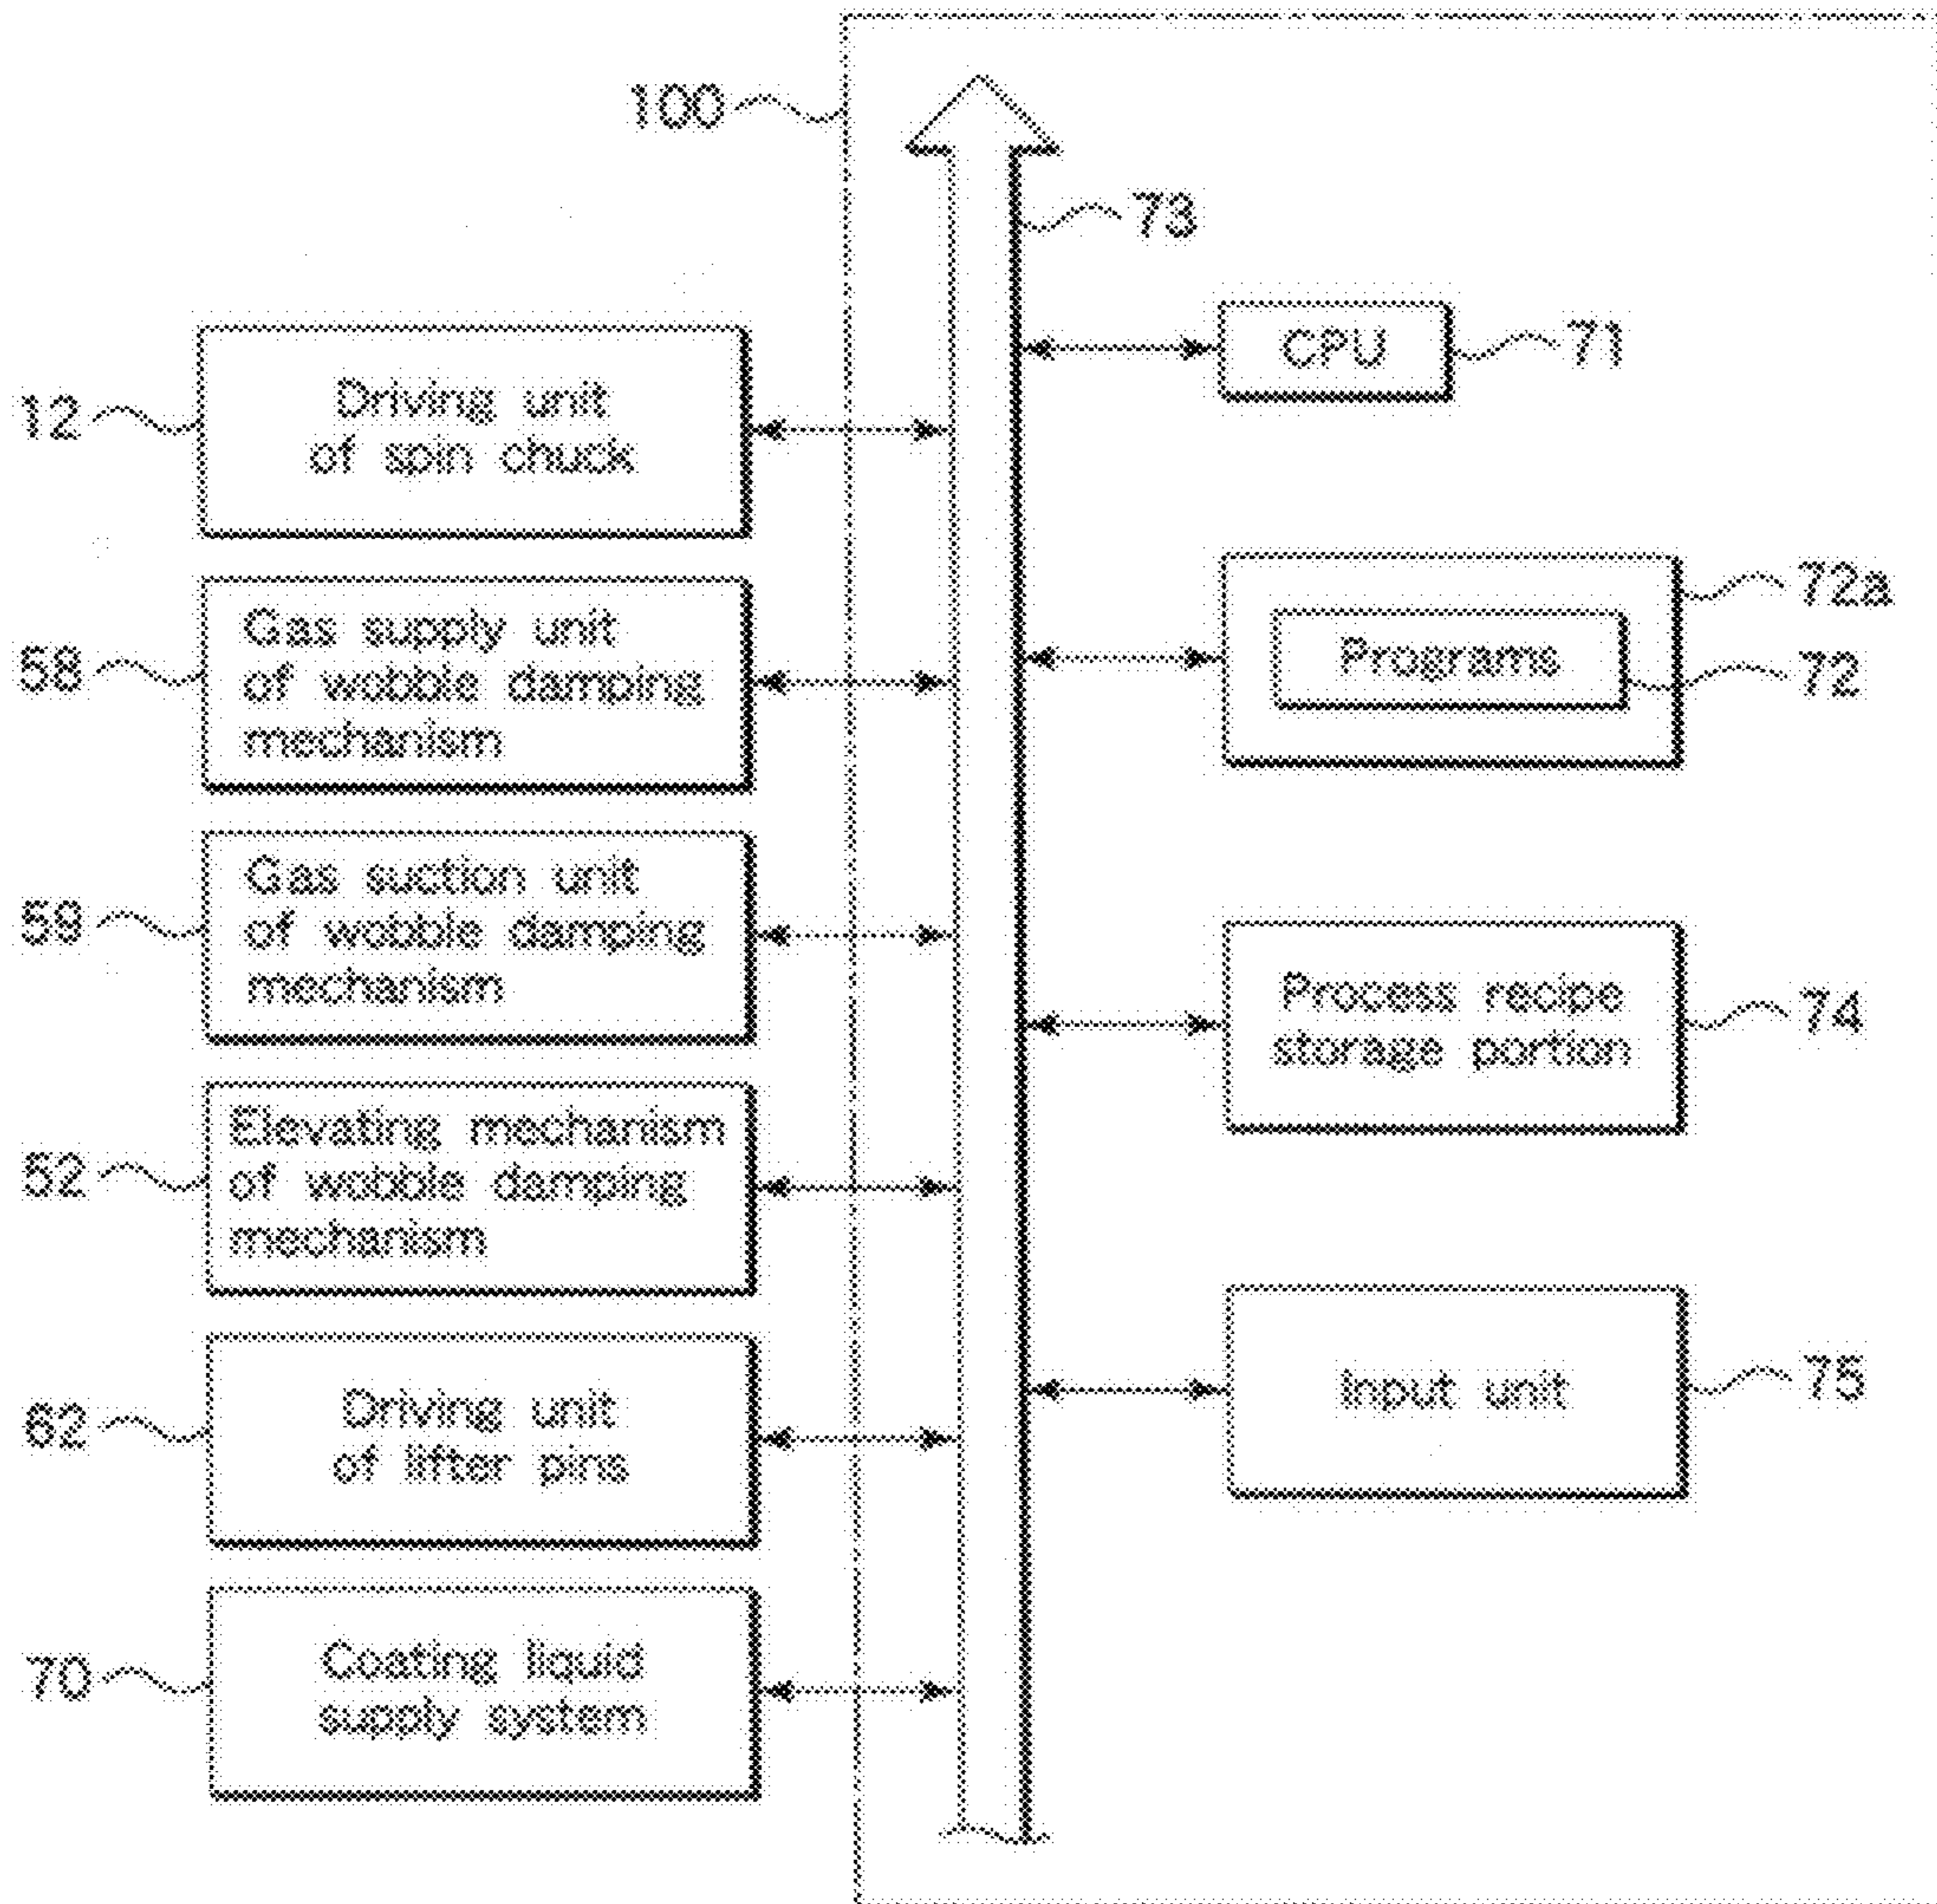 100
73
CPU
71
12
Driving unit
of spin chuck
58
Gas supply unit
of wobble damping
mechanism
72a
Programs
72
59
Gas suction unit
of wobble damping
mechanism
Process recipe
storage portion
74
52
Elevating mechanism
of wobble damping
mechanism
62
Driving unit
of lifter pins
Input unit
75
70
Coating liquid
supply system